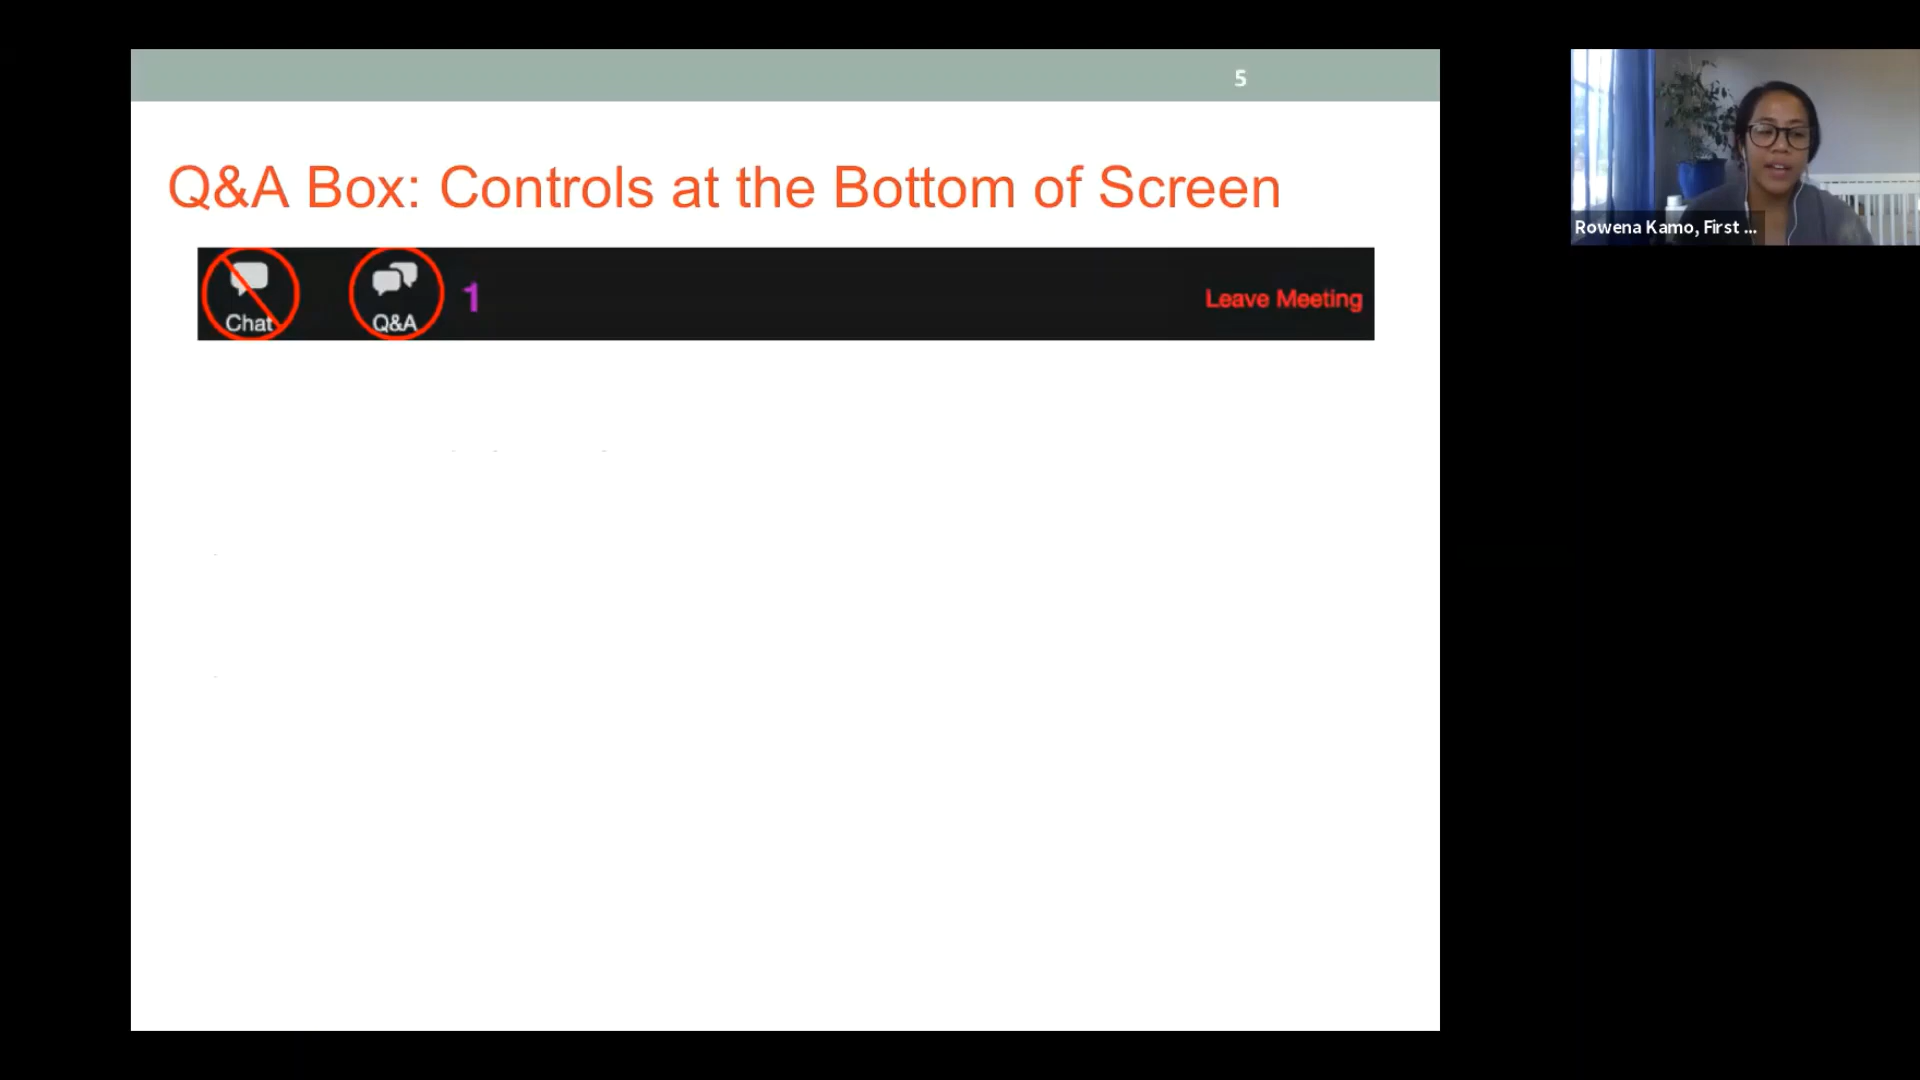 5
Q&A Box: Controls at the Bottom of Screen
Chat
Q&A
1
Leave Meeting
Rowena Kamo, First ...